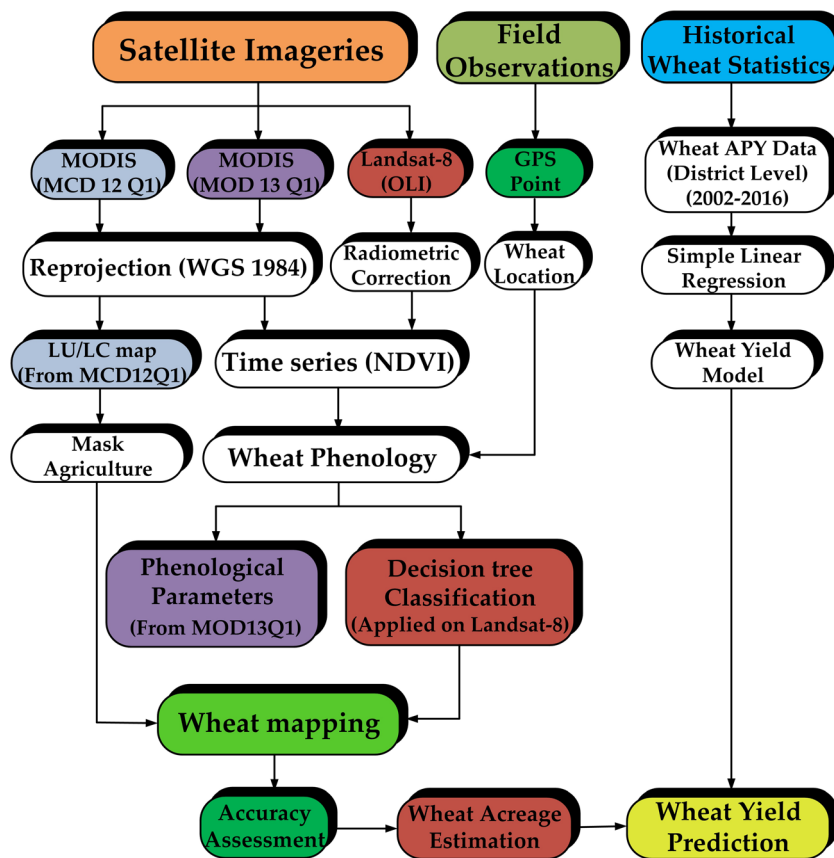 Satellite Imageries
Field
Observations
Historical
Wheat Statistics
MODIS
(MCD 12 Q1)
MODIS
(MOD 13 Q1)
Landsat-8
(OLI)
GPS
Point
Wheat APY Data
(District Level)
(2002-2016)
Reprojection (WGS 1984)
Radiometric
Correction
Wheat
Location
Simple Linear
Regression
LU/LC map
(From MCD12Q1)
Time series (NDVI)
Wheat Yield
Model
Mask
Agriculture
Wheat Phenology
Phenological
Parameters
(From MOD13Q1)
Decision tree
Classification
(Applied on Landsat-8)
Wheat mapping
Accuracy
Assessment
Wheat Acreage
Estimation
Wheat Yield
Prediction